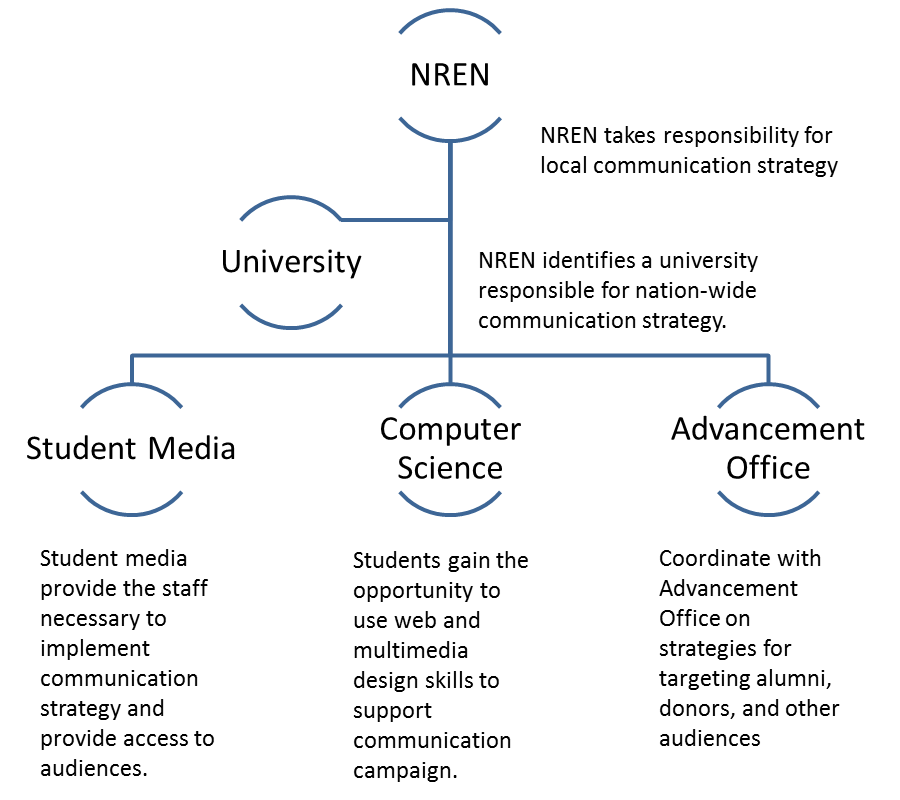 NREN
NREN takes responsibility for
local communication strategy
University
NREN identifies a university
responsible for nation-wide
communication strategy.
Student Media
Computer
Science
Advancement
Office
Student media
provide the staff
necessary to
implement
communication
strategy and
provide access to
audiences.
Students gain the
opportunity to
use web and
multimedia
design skills to
support
communication
campaign.
Coordinate with
Advancement
Office on
strategies for
targeting alumni,
donors, and other
audiences